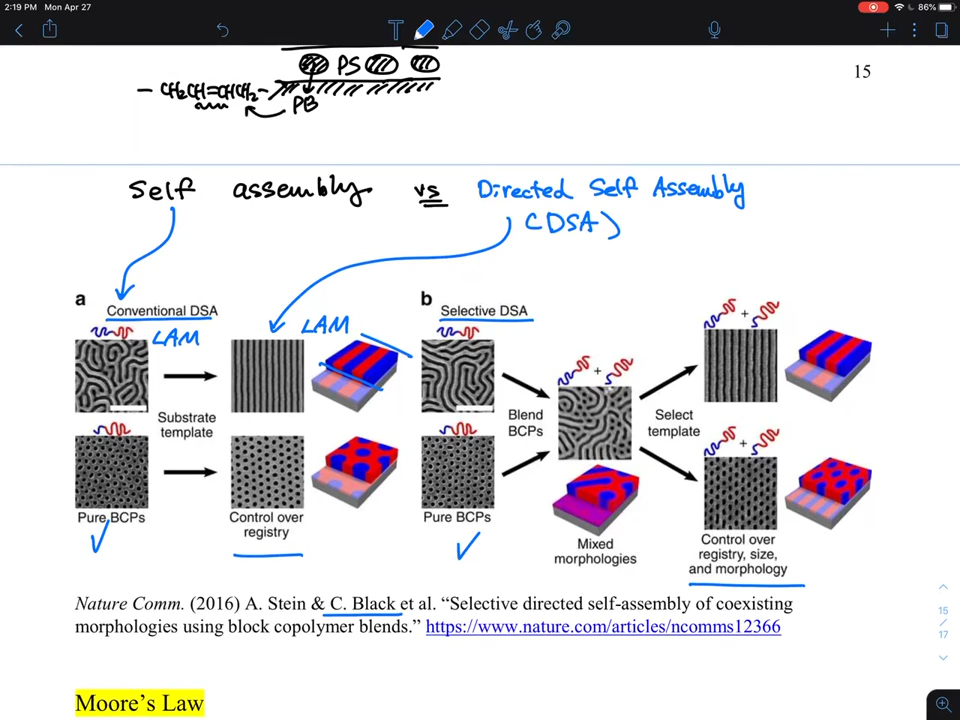 2:19 PM Mon Apr 27
86%
PS
15
– CH₂CH=CHCH₂–
PB
Self assembly vs Directed Self Assembly
(DSA)
a
Conventional DSA
LAM
LAM
Substrate
template
Pure BCPs
Control over
registry
b
Selective DSA
Blend
BCPs
Pure BCPs
+
Mixed
morphologies
Select
template
+
+
Control over
registry, size,
and morphology
Nature Comm. (2016) A. Stein & C. Black et al. “Selective directed self-assembly of coexisting
morphologies using block copolymer blends.” https://www.nature.com/articles/ncomms12366
15
/
17
Moore’s Law